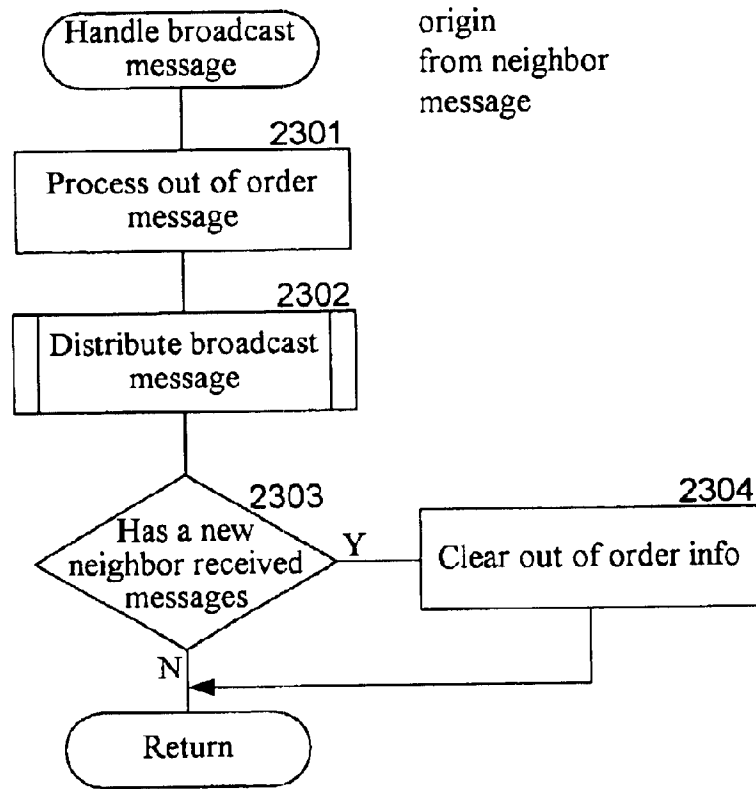 Handle broadcast
message
origin
from neighbor
message
2301
Process out of order
message
2302
Distribute broadcast
message
2303
Has a new
neighbor received
messages
Y
2304
Clear out of order info
N
Return